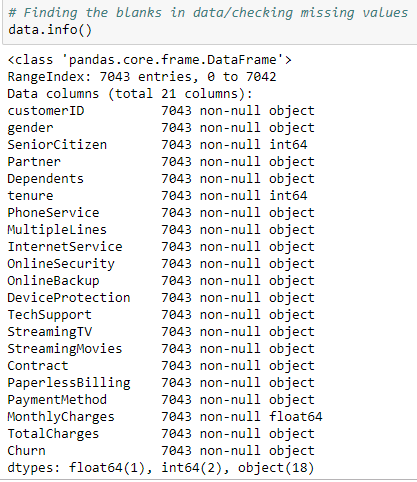 # Finding the blanks in data/checking missing values
data.info()
<class 'pandas.core.frame.DataFrame'>
RangeIndex: 7043 entries, 0 to 7042
Data columns (total 21 columns):
customerID          7043 non-null object
gender              7043 non-null object
SeniorCitizen       7043 non-null int64
Partner             7043 non-null object
Dependents          7043 non-null object
tenure              7043 non-null int64
PhoneService        7043 non-null object
MultipleLines       7043 non-null object
InternetService     7043 non-null object
OnlineSecurity      7043 non-null object
OnlineBackup        7043 non-null object
DeviceProtection    7043 non-null object
TechSupport         7043 non-null object
StreamingTV         7043 non-null object
StreamingMovies     7043 non-null object
Contract            7043 non-null object
PaperlessBilling    7043 non-null object
PaymentMethod       7043 non-null object
MonthlyCharges      7043 non-null float64
TotalCharges        7043 non-null object
Churn               7043 non-null object
dtypes: float64(1), int64(2), object(18)